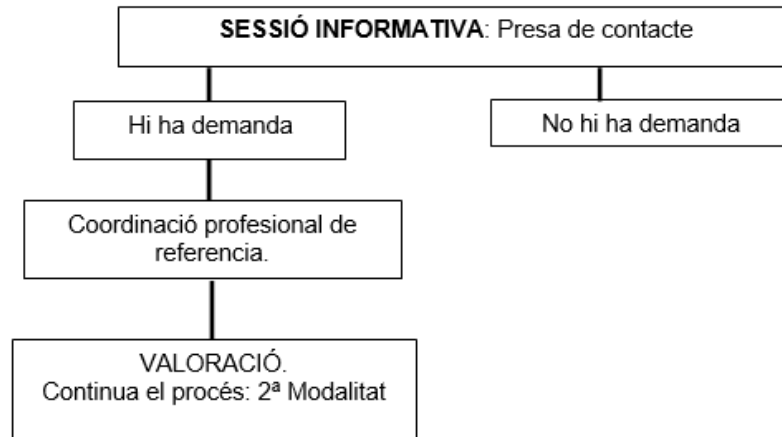 SESSIÓ INFORMATIVA: Presa de contacte
Hi ha demanda
No hi ha demanda
Coordinació profesional de
referencia.
VALORACIÓ.
Continua el procés: 2ª Modalitat